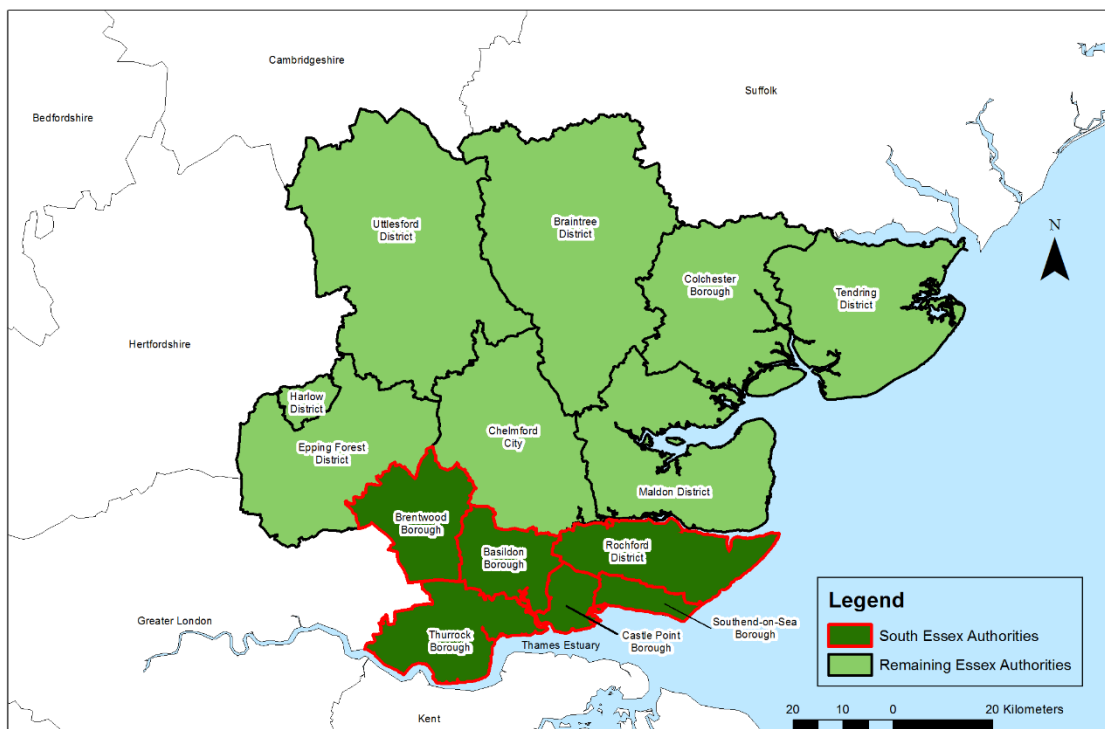 Cambridgeshire
Suffolk
Bedfordshire
Uttlesford
District
Braintree
District
N
Colchester
Borough
Tendring
District
Hertfordshire
Harlow
District
Chelmford
City
Epping Forest
District
Maldon District
Brentwood
Borough
Basildon
Borough
Rochford
District
Legend
South Essex Authorities
Remaining Essex Authorities
Greater London
Thurrock
Borough
Thames Estuary
Castle Point
Borough
Southend-on-Sea
Borough
Kent
20 10 0 20 Kilometers